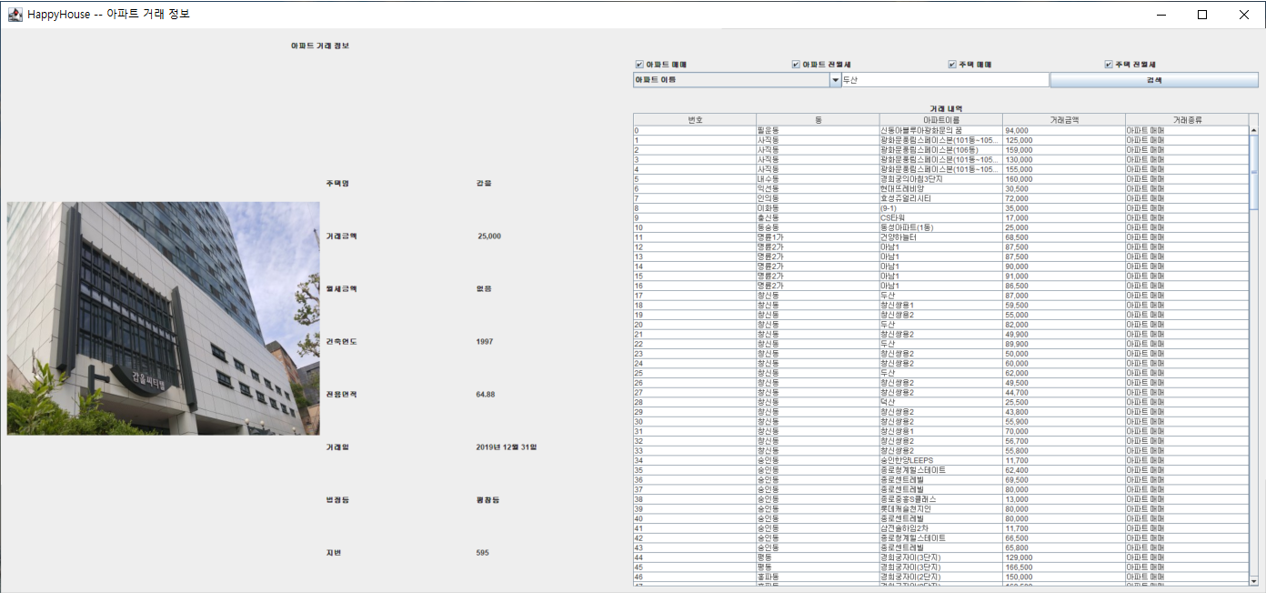 HappyHouse -- 아파트 거래 정보
아파트 거래 정보
주택명 갑을
거래금액 25,000
월세금액 없음
건축연도 1997
전용면적 64.88
거래일 2019년 12월 31일
법정동 평창동
지번 595
갑을씨티텔
아파트 매매 아파트 전월세 주택 매매 주택 전월세
아파트 이름 두산 검색
거래 내역
번호 동 아파트이름 거래금액 거래종류
0 필운동 신동아블루아광화문의 꿈 94,000 아파트 매매
1 사직동 광화문풍림스페이스본(101동~105... 125,000 아파트 매매
2 사직동 광화문풍림스페이스본(106동) 159,000 아파트 매매
3 사직동 광화문풍림스페이스본(101동~105... 130,000 아파트 매매
4 사직동 광화문풍림스페이스본(101동~105... 155,000 아파트 매매
5 내수동 경희궁의아침3단지 160,000 아파트 매매
6 익선동 현대뜨레비앙 30,500 아파트 매매
7 인의동 효성쥬얼리시티 72,000 아파트 매매
8 이화동 (9-1) 35,000 아파트 매매
9 충신동 CS타워 17,000 아파트 매매
10 동숭동 동성아파트(1동) 25,000 아파트 매매
11 명륜1가 건양하늘터 68,500 아파트 매매
12 명륜2가 아남1 87,500 아파트 매매
13 명륜2가 아남1 87,500 아파트 매매
14 명륜2가 아남1 90,000 아파트 매매
15 명륜2가 아남1 91,000 아파트 매매
16 명륜2가 아남1 86,500 아파트 매매
17 창신동 두산 87,000 아파트 매매
18 창신동 창신쌍용1 59,500 아파트 매매
19 창신동 창신쌍용2 55,000 아파트 매매
20 창신동 두산 82,000 아파트 매매
21 창신동 창신쌍용2 49,900 아파트 매매
22 창신동 두산 89,900 아파트 매매
23 창신동 창신쌍용2 50,000 아파트 매매
24 창신동 창신쌍용2 60,000 아파트 매매
25 창신동 두산 62,000 아파트 매매
26 창신동 창신쌍용2 49,500 아파트 매매
27 창신동 창신쌍용2 44,700 아파트 매매
28 창신동 덕산 25,500 아파트 매매
29 창신동 창신쌍용2 43,800 아파트 매매
30 창신동 창신쌍용2 55,900 아파트 매매
31 창신동 창신쌍용1 70,000 아파트 매매
32 창신동 창신쌍용2 56,700 아파트 매매
33 창신동 창신쌍용2 55,800 아파트 매매
34 숭인동 숭인한양LEEPS 11,700 아파트 매매
35 숭인동 종로청계힐스테이트 62,400 아파트 매매
36 숭인동 종로센트레빌 69,500 아파트 매매
37 숭인동 종로센트레빌 80,000 아파트 매매
38 숭인동 종로중흥S클래스 13,000 아파트 매매
39 숭인동 롯데캐슬천지인 80,000 아파트 매매
40 숭인동 종로센트레빌 80,000 아파트 매매
41 숭인동 삼전솔하임2차 11,700 아파트 매매
42 숭인동 종로청계힐스테이트 66,500 아파트 매매
43 숭인동 종로센트레빌 65,800 아파트 매매
44 평동 경희궁자이(3단지) 129,000 아파트 매매
45 평동 경희궁자이(3단지) 166,500 아파트 매매
46 홍파동 경희궁자이(2단지) 150,000 아파트 매매